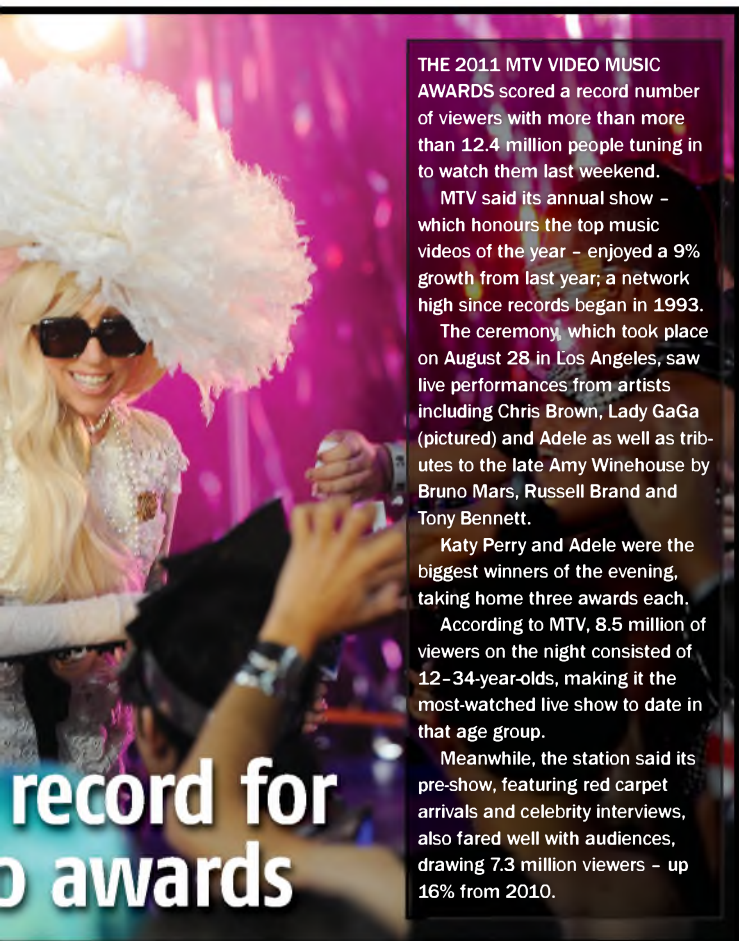 THE 2011 MTV VIDEO MUSIC
AWARDS scored a record number
of viewers with more than more
than 12.4 million people tuning in
to watch them last weekend.
MTV said its annual show –
which honours the top music
videos of the year – enjoyed a 9%
growth from last year; a network
high since records began in 1993.
The ceremony, which took place
on August 28 in Los Angeles, saw
live performances from artists
including Chris Brown, Lady GaGa
(pictured) and Adele as well as trib-
utes to the late Amy Winehouse by
Bruno Mars, Russell Brand and
Tony Bennett.
Katy Perry and Adele were the
biggest winners of the evening,
taking home three awards each.
According to MTV, 8.5 million of
viewers on the night consisted of
12–34-year-olds, making it the
most-watched live show to date in
that age group.
Meanwhile, the station said its
pre-show, featuring red carpet
arrivals and celebrity interviews,
also fared well with audiences,
drawing 7.3 million viewers – up
16% from 2010.
record for
o awards